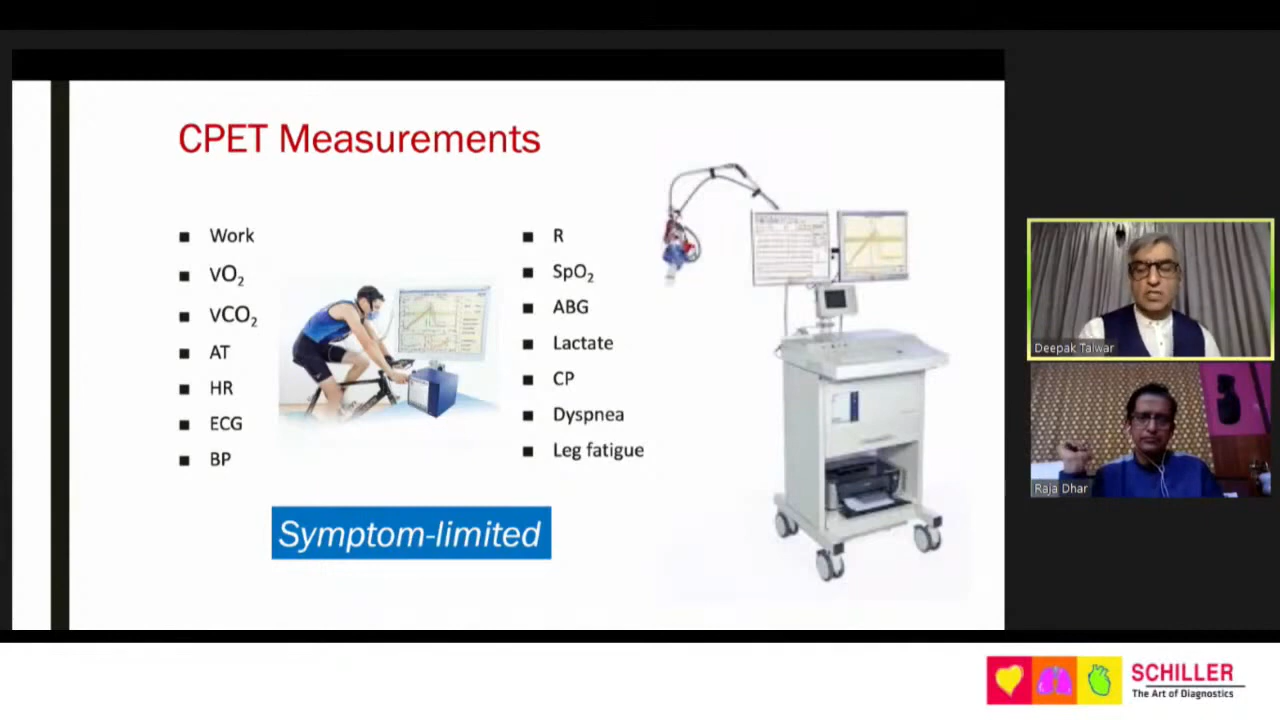 CPET Measurements
Work
vO₂
vCO₂
AT
HR
ECG
BP
R
SpO₂
ABG
Lactate
CP
Dyspnea
Leg fatigue
Symptom-limited
Deepak Talwar
Raja Dhar
SCHILLER
The Art of Diagnostics